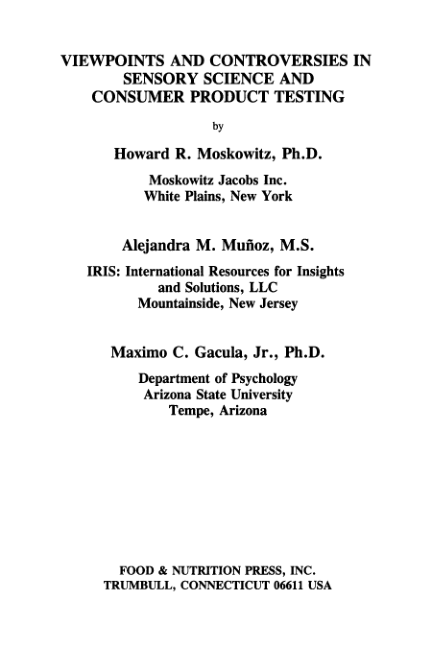 VIEWPOINTS AND CONTROVERSIES IN
SENSORY SCIENCE AND
CONSUMER PRODUCT TESTING
by
Howard R. Moskowitz, Ph.D.
Moskowitz Jacobs Inc.
White Plains, New York
Alejandra M. Muñoz, M.S.
IRIS: International Resources for Insights
and Solutions, LLC
Mountainside, New Jersey
Maximo C. Gacula, Jr., Ph.D.
Department of Psychology
Arizona State University
Tempe, Arizona
FOOD & NUTRITION PRESS, INC.
TRUMBULL, CONNECTICUT 06611 USA